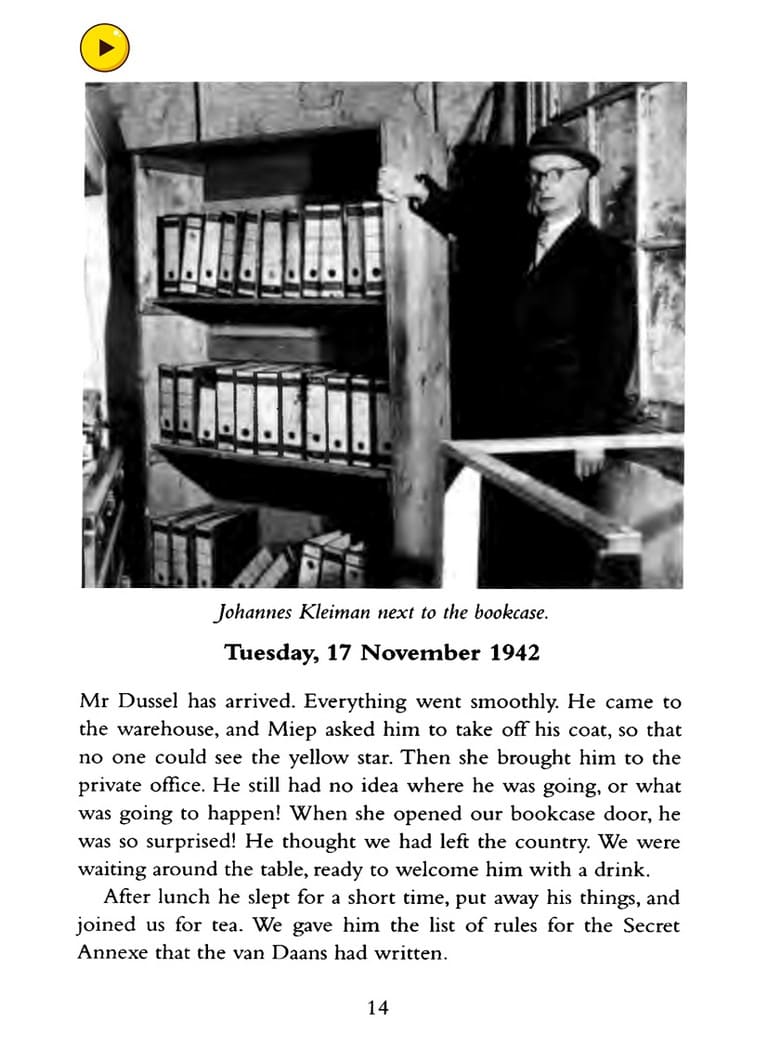 Johannes Kleiman next to the bookcase.
Tuesday, 17 November 1942
Mr Dussel has arrived. Everything went smoothly. He came to
the warehouse, and Miep asked him to take off his coat, so that
no one could see the yellow star. Then she brought him to the
private office. He still had no idea where he was going, or what
was going to happen! When she opened our bookcase door, he
was so surprised! He thought we had left the country. We were
waiting around the table, ready to welcome him with a drink.
After lunch he slept for a short time, put away his things, and
joined us for tea. We gave him the list of rules for the Secret
Annexe that the van Daans had written.
14